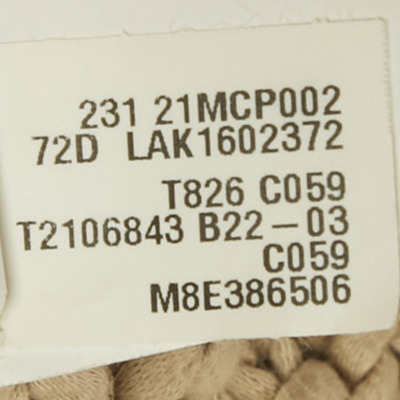 231 21MCP002
72D LAK1602372
T826 C059
T2106843 B22-03
C059
M8E386506